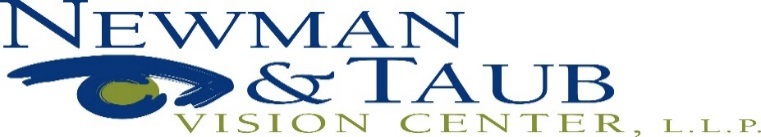 NEWMAN
& TAUB
VISION CENTER, L.L.P.